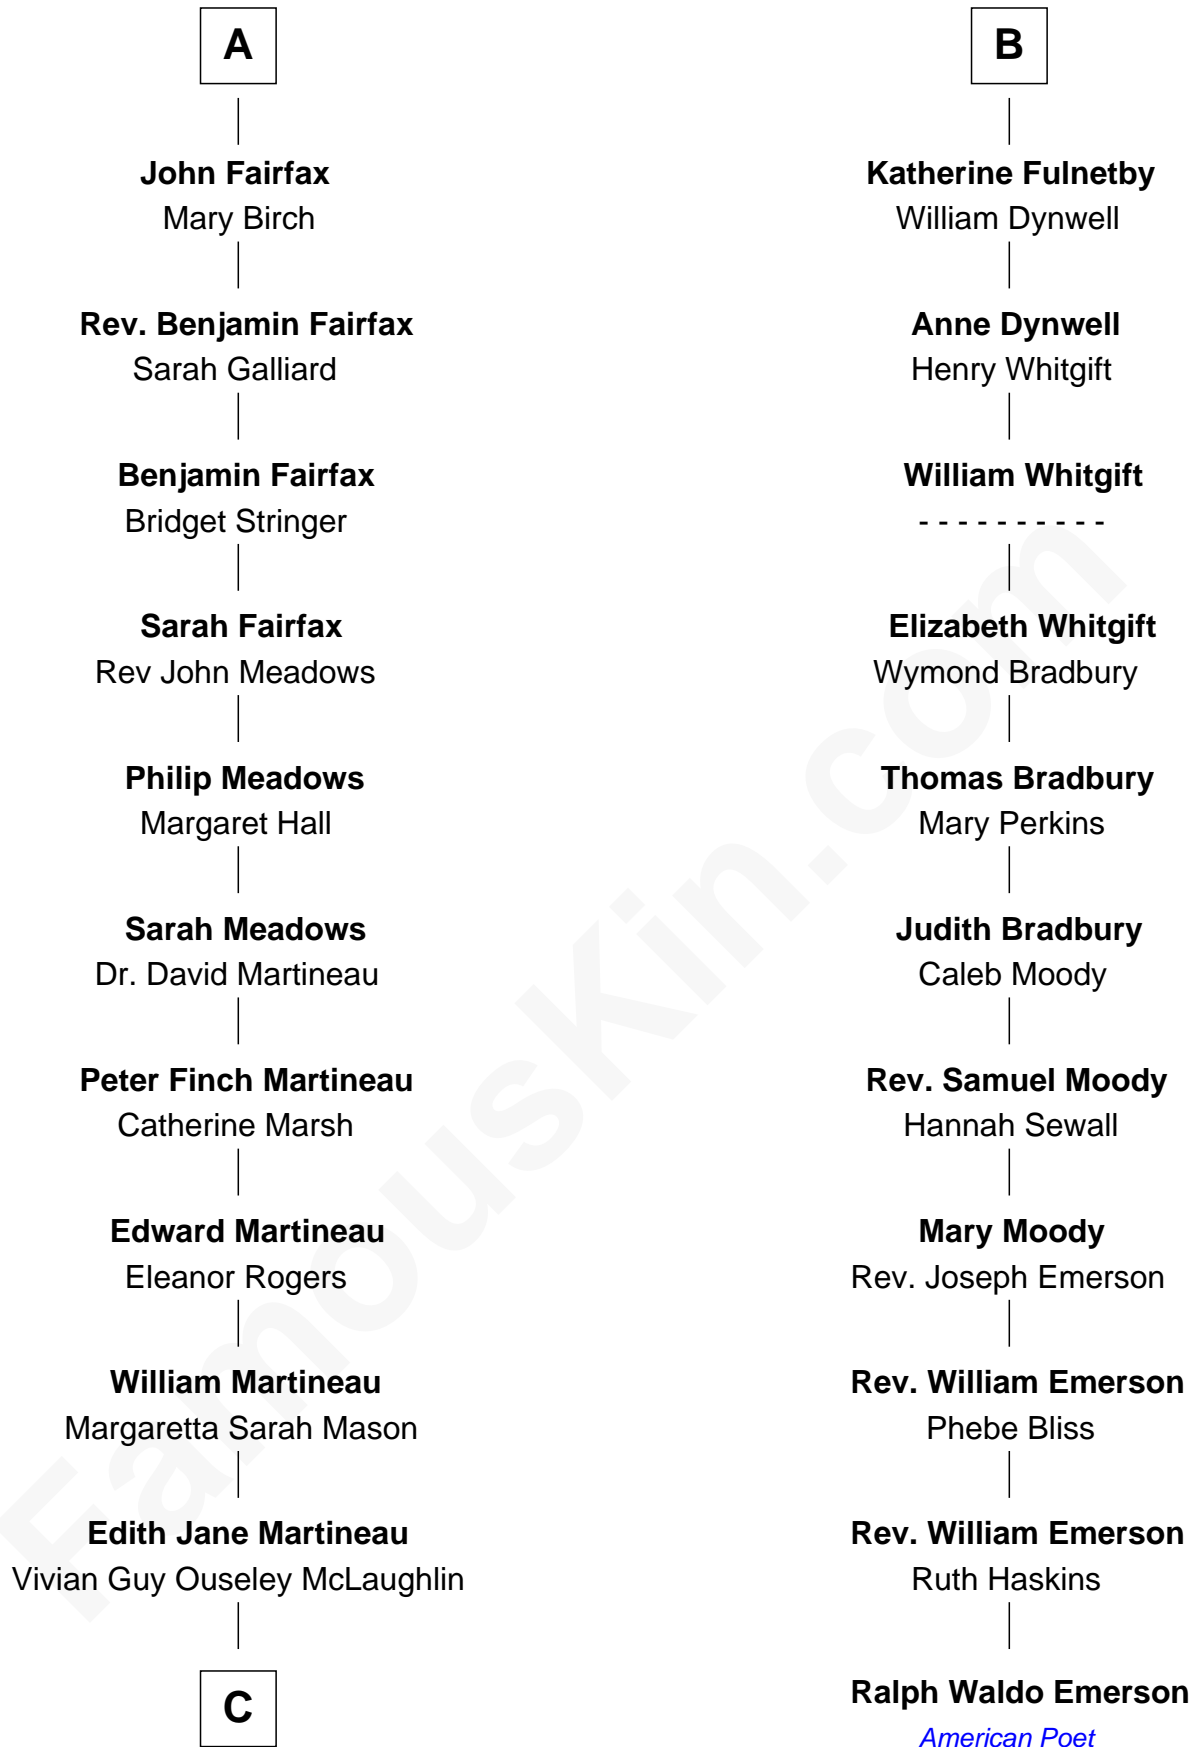 A
John Fairfax
Mary Birch
Rev. Benjamin Fairfax
Sarah Galliard
Benjamin Fairfax
Bridget Stringer
Sarah Fairfax
Rev John Meadows
Philip Meadows
Margaret Hall
Sarah Meadows
Dr. David Martineau
Peter Finch Martineau
Catherine Marsh
Edward Martineau
Eleanor Rogers
William Martineau
Margaretta Sarah Mason
Edith Jane Martineau
Vivian Guy Ouseley McLaughlin
C
B
Katherine Fulnetby
William Dynwell
Anne Dynwell
Henry Whitgift
William Whitgift
- - - - - - - - - -
Elizabeth Whitgift
Wymond Bradbury
Thomas Bradbury
Mary Perkins
Judith Bradbury
Caleb Moody
Rev. Samuel Moody
Hannah Sewall
Mary Moody
Rev. Joseph Emerson
Rev. William Emerson
Phebe Bliss
Rev. William Emerson
Ruth Haskins
Ralph Waldo Emerson
American Poet
FamousKin.com